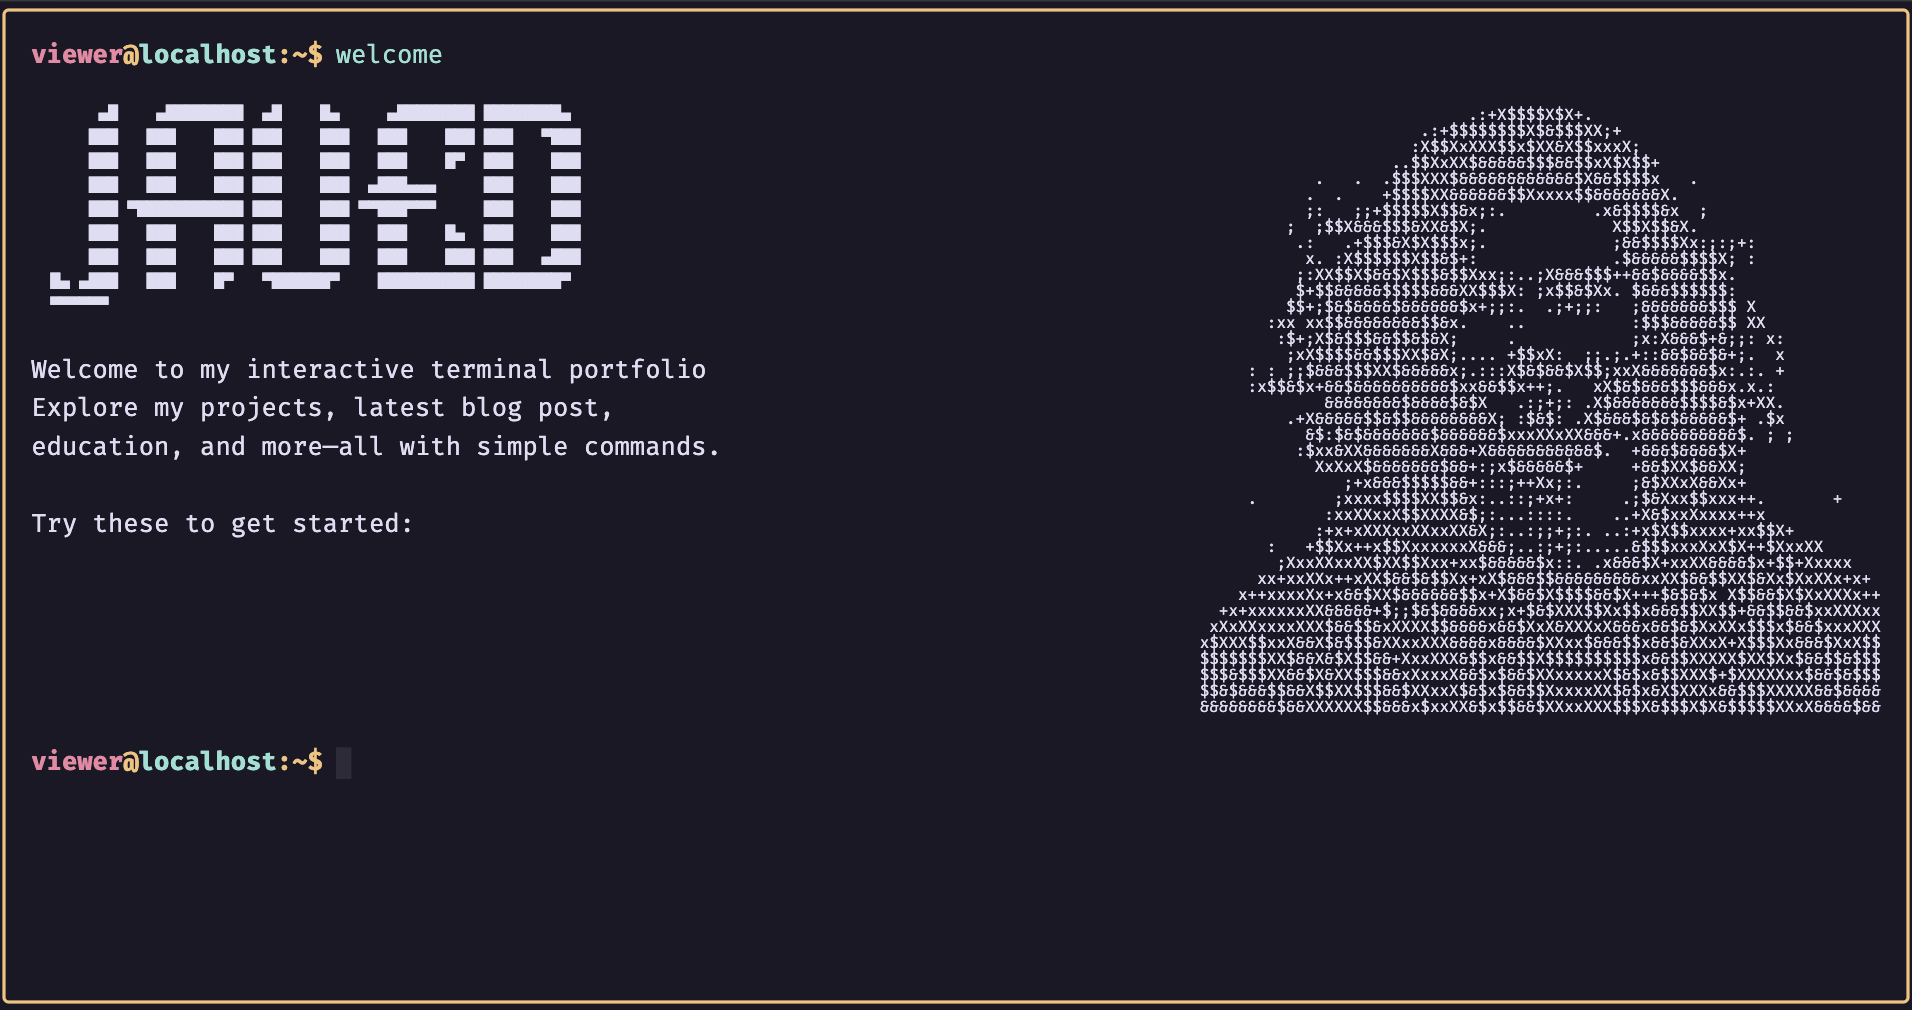 viewer@localhost:~$ welcome
JAVED
Welcome to my interactive terminal portfolio
Explore my projects, latest blog post,
education, and more—all with simple commands.
Try these to get started:
viewer@localhost:~$